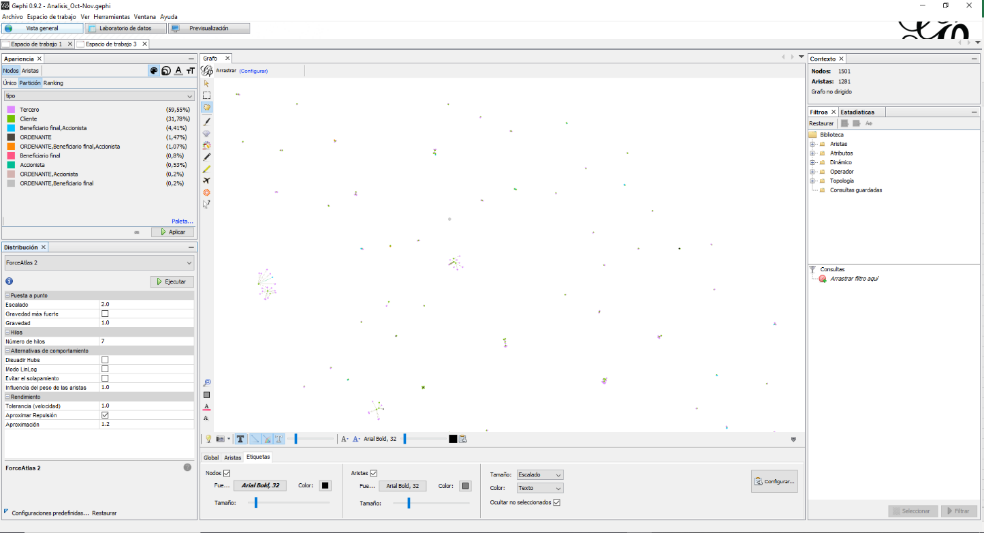 Gephi 0.9.2 - Analisis_Oct-Nov.gephi
Archivo Espacio de trabajo Ver Herramientas Ventana Ayuda
Vista general Laboratorio de datos Previsualización
Espacio de trabajo 1 Espacio de trabajo 3
Apariencia
Nodos Aristas
Único Partición Ranking
tipo
Tercero (59,55%)
Cliente (31,78%)
Beneficiario final,Accionista (4,41%)
ORDENANTE (1,47%)
ORDENANTE,Beneficiario final,Accionista (1,07%)
Beneficiario final (0,8%)
Accionista (0,53%)
ORDENANTE,Accionista (0,2%)
ORDENANTE,Beneficiario final (0,2%)
Paleta...
Aplicar
Distribución
ForceAtlas 2
Ejecutar
Puesta a punto
Escalado 2.0
Gravedad más fuerte
Gravedad 1.0
Hilos
Número de hilos 7
Alternativas de comportamiento
Disuadir Hubs
Modo LinLog
Evitar el solapamiento
Influencia del peso de las aristas 1.0
Rendimiento
Tolerancia (velocidad) 1.0
Aproximar Repulsión
Aproximación 1.2
ForceAtlas 2
Configuraciones predefinidas... Restaurar
Grafo
Arrastrar (Configurar)
Arial Bold, 32
Global Aristas Etiquetas
Nodos Aristas Tamaño: Escalado
Fue... Arial Bold, 32 Color: Fue... Arial Bold, 32 Color: Color: Texto
Tamaño: Tamaño: Ocultar no seleccionados
Configurar...
Contexto
Nodos: 1501
Aristas: 1281
Grafo no dirigido
Filtros Estadísticas
Restaurar
Biblioteca
Aristas
Atributos
Dinámico
Operador
Topología
Consultas guardadas
Consultas
Arrastrar filtro aquí
Seleccionar Filtrar